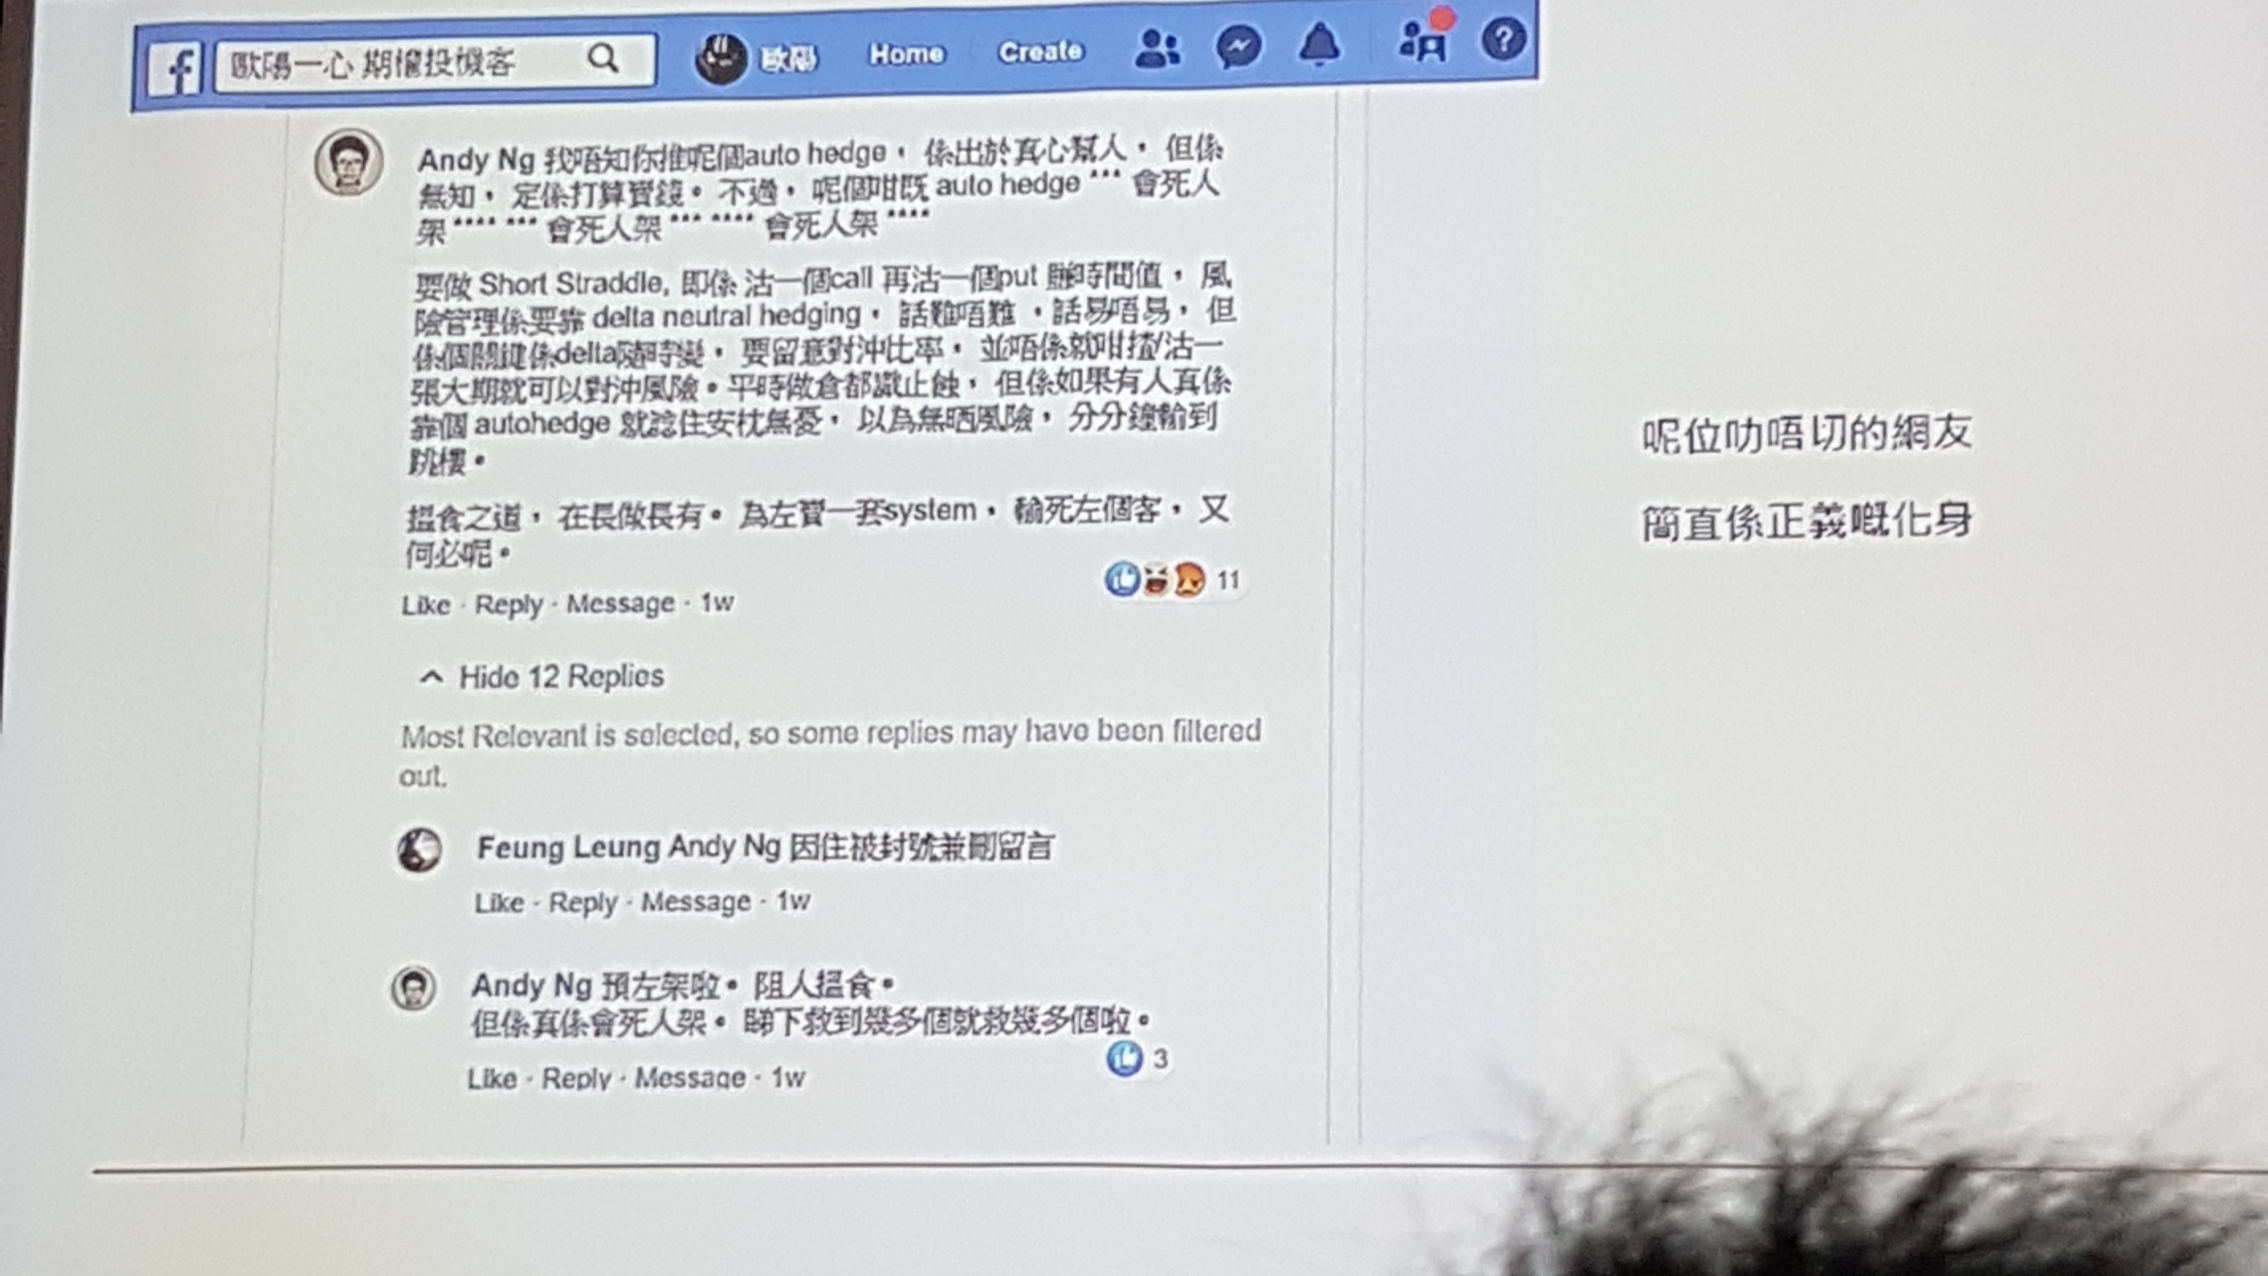 f 歐陽一心 期權投機客 歐陽 Home Create
Andy Ng 我唔知你推呢個auto hedge， 係出於真心幫人， 但係
無知， 定係打算賣錢。 不過， 呢個咁既 auto hedge *** 會死人
架 **** *** 會死人架 *** **** 會死人架 ****
要做 Short Straddle, 即係 沽一個call 再沽一個put 賺時間值， 風
險管理係要靠 delta neutral hedging， 話難唔難 ，話易唔易， 但
係個關鍵係delta隨時變， 要留意對沖比率， 並唔係就咁揸/沽一
張大期就可以對沖風險。平時做倉都識止蝕， 但係如果有人真係
靠個 autohedge 就諗住安枕無憂， 以為無晒風險， 分分鐘輸到
跳樓。
搵食之道， 在長做長有。 為左賣一套system， 輸死左個客， 又
何必呢。
11
Like · Reply · Message · 1w
Hide 12 Replies
Most Relevant is selected, so some replies may have been filtered
out.
Feung Leung Andy Ng 因住被封號兼刪留言
Like · Reply · Message · 1w
Andy Ng 預左架啦。 阻人搵食。
但係真係會死人架。 睇下救到幾多個就救幾多個啦。
3
Like · Reply · Message · 1w
呢位叻唔切的網友
簡直係正義嘅化身